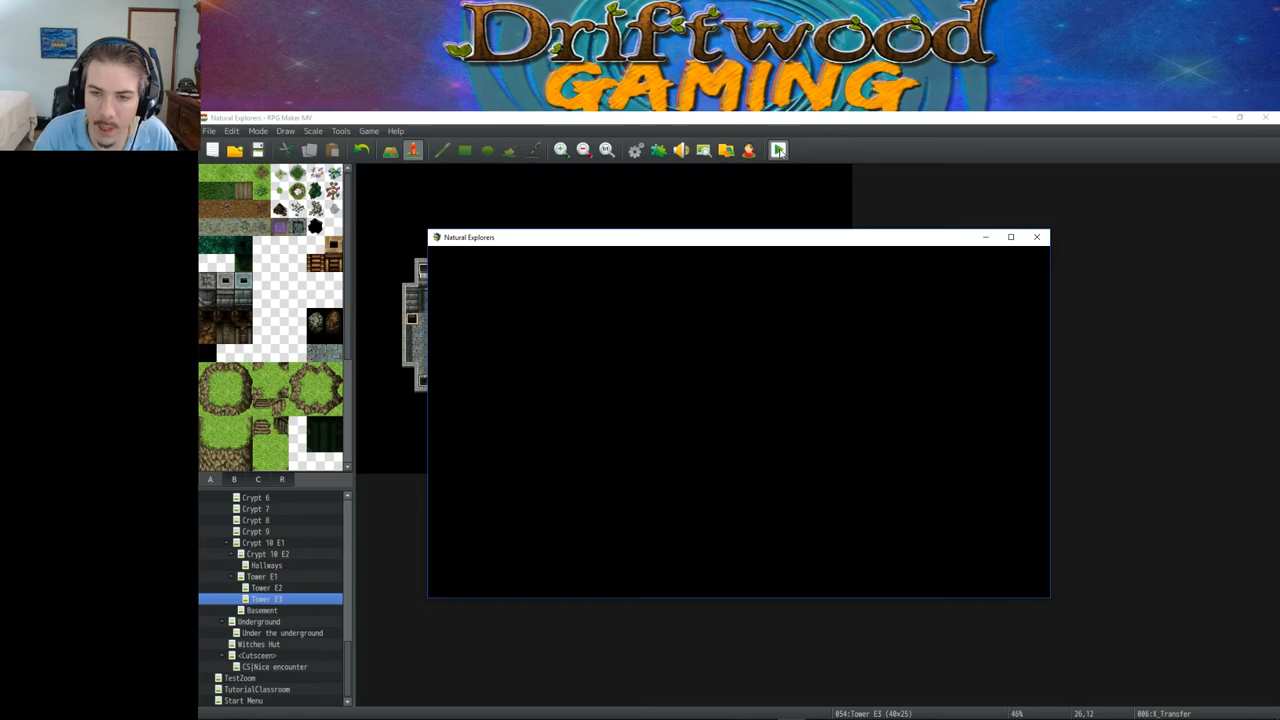 Driftwood
GAMING
Natural Explorers - RPG Maker MV
File Edit Mode Draw Scale Tools Game Help
Natural Explorers
A B C R
Crypt 6
Crypt 7
Crypt 8
Crypt 9
Crypt 10 E1
Crypt 10 E2
Hallways
Tower E1
Tower E2
Tower E3
Basement
Underground
Under the underground
Witches Hut
<Cutsceen>
CS|Nice encounter
TestZoom
TutorialClassroom
Start Menu
054:Tower E3 (40x25) 46% 26,12 006:X_Transfer